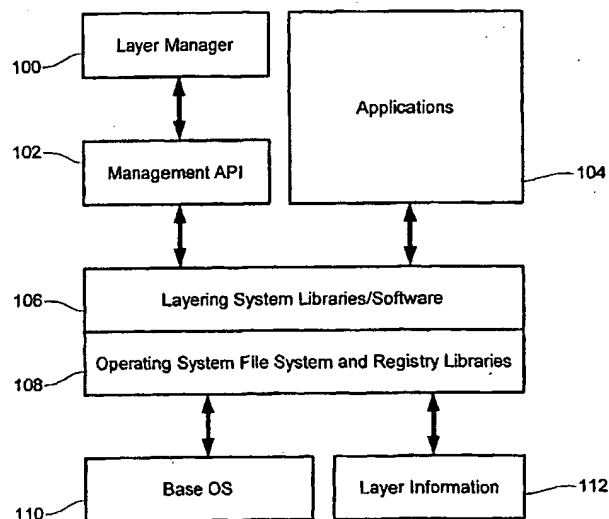 Layer Manager
100
Applications
102
Management API
104
106
Layering System Libraries/Software
108
Operating System File System and Registry Libraries
Base OS
110
Layer Information
112